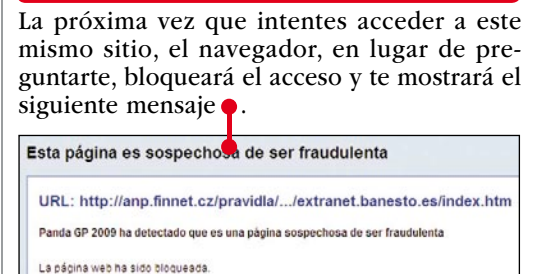 La próxima vez que intentes acceder a este
mismo sitio, el navegador, en lugar de pre-
guntarte, bloqueará el acceso y te mostrará el
siguiente mensaje .
Esta página es sospechosa de ser fraudulenta
URL: http://anp.finnet.cz/pravidla/.../extranet.banesto.es/index.htm
Panda GP 2009 ha detectado que es una página sospechosa de ser fraudulenta
La página web ha sido bloqueada.